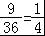 9/36 = 1/4